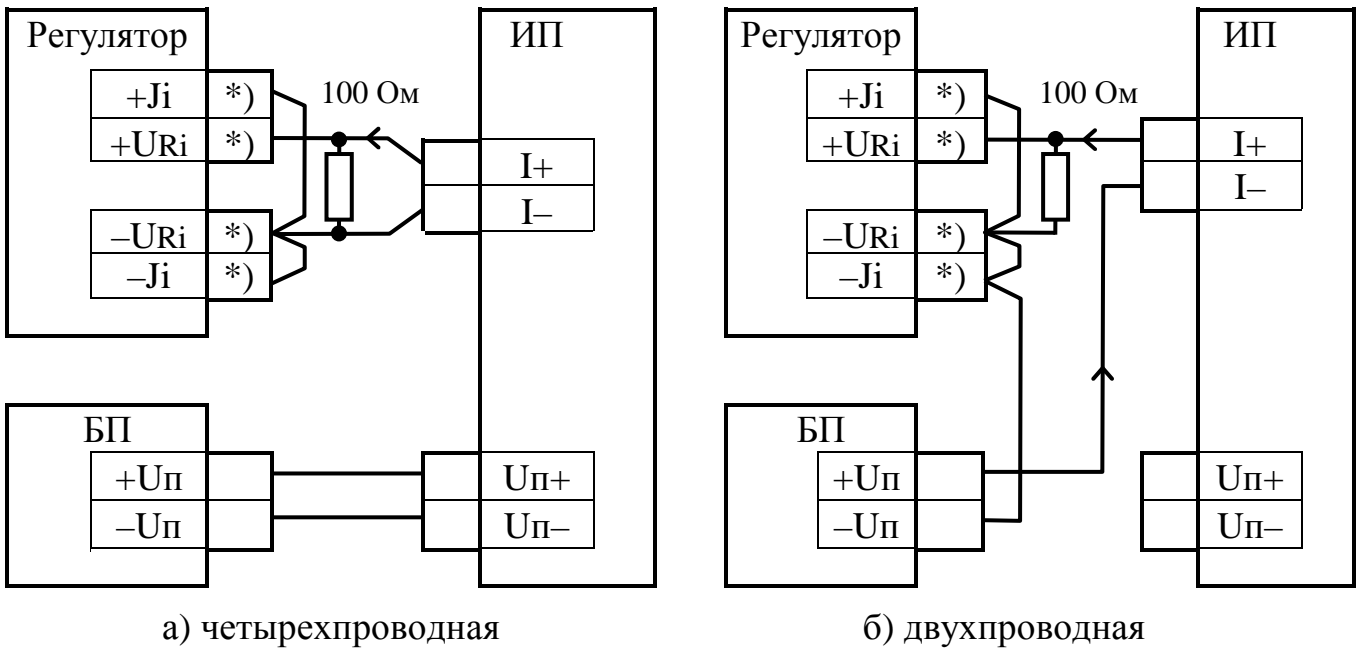 Регулятор
ИП
+Ji *)
100 Ом
+URi *)
I+
I–
–URi *)
–Ji *)
БП
+Uп
Uп+
–Uп
Uп–
а) четырехпроводная
Регулятор
ИП
+Ji *)
100 Ом
+URi *)
I+
I–
–URi *)
–Ji *)
БП
+Uп
Uп+
–Uп
Uп–
б) двухпроводная